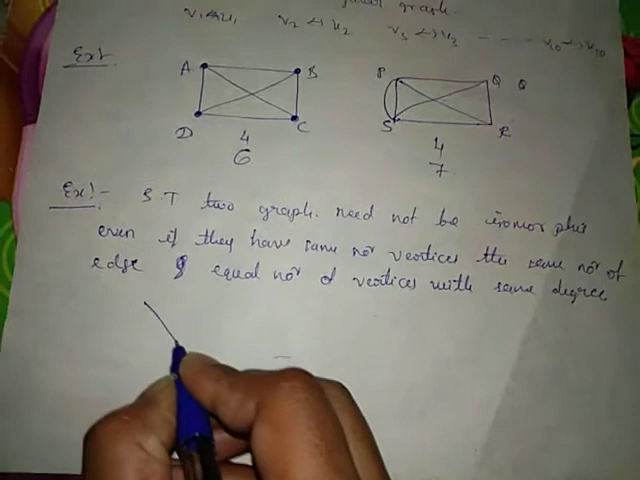 graph.
v₁ ↔ u₁ v₂ ↔ u₂ v₃ ↔ u₃ - - - - v₁₀ ↔ u₁₀
Ex:-
A B P Q Q
D C S R
4 4
6 7
Ex:- S.T two graph. need not be isomorphic
even if they have same no of vertices the same no of
edge & equal no of vertices with same degree